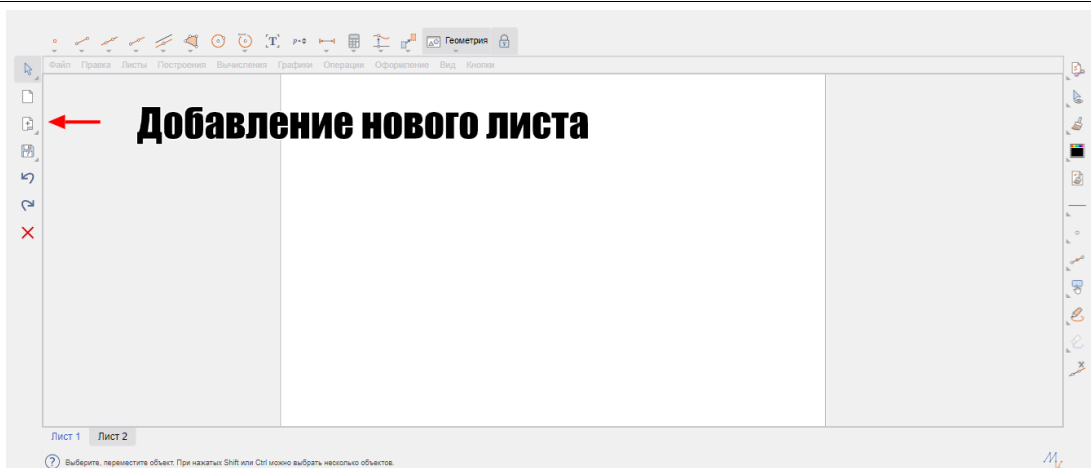 Геометрия
Файл Правка Листы Построения Вычисления Графики Операции Оформление Вид Кнопки
Добавление нового листа
Лист 1 Лист 2
? Выберите, переместите объект. При нажатых Shift или Ctrl можно выбрать несколько объектов.